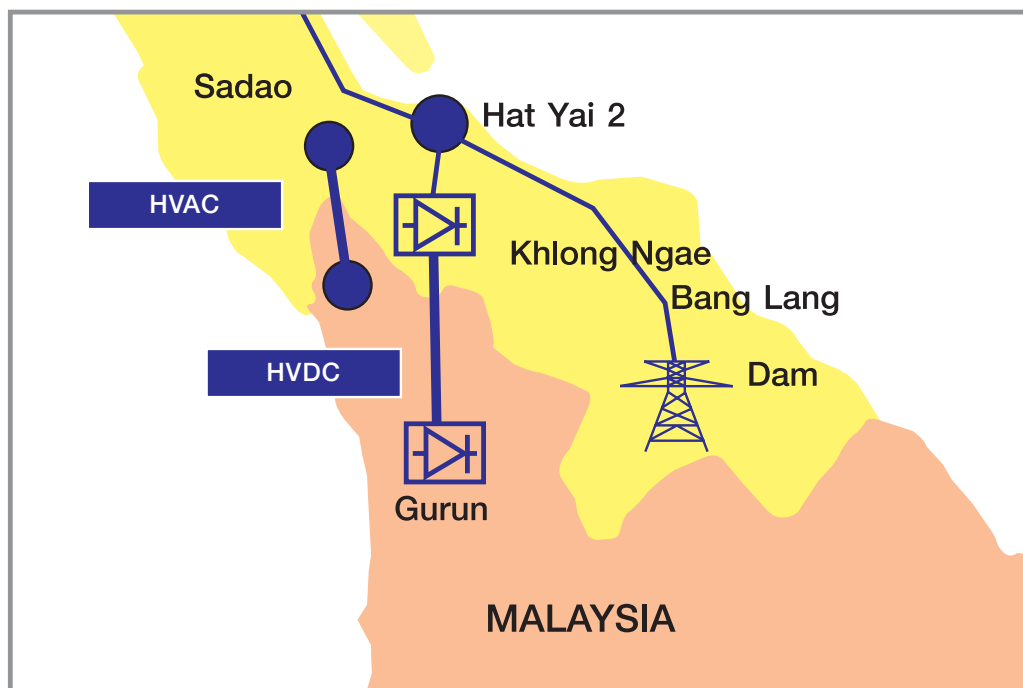 Sadao
Hat Yai 2
HVAC
Khlong Ngae
Bang Lang
HVDC
Dam
Gurun
MALAYSIA